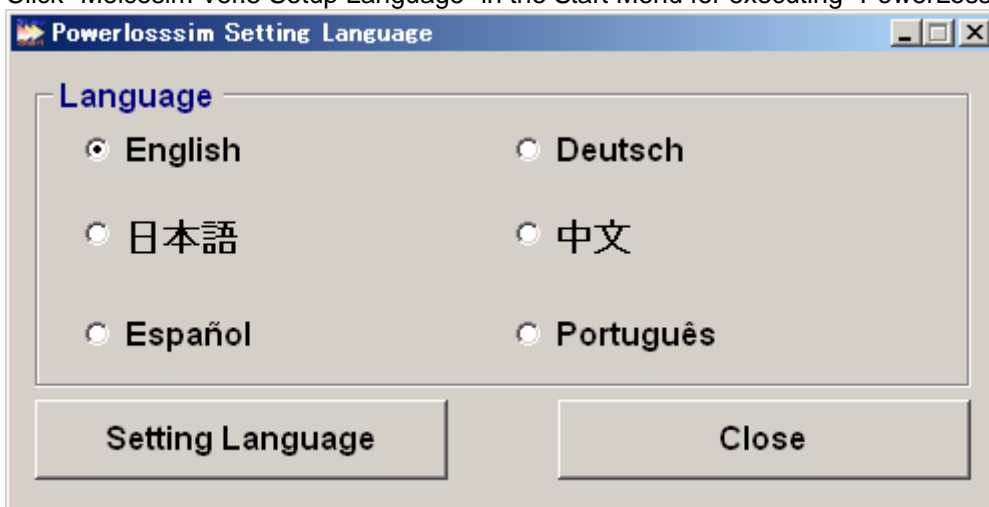 Powerlosssim Setting Language
Language
English Deutsch
日本語 中文
Español Português
Setting Language Close